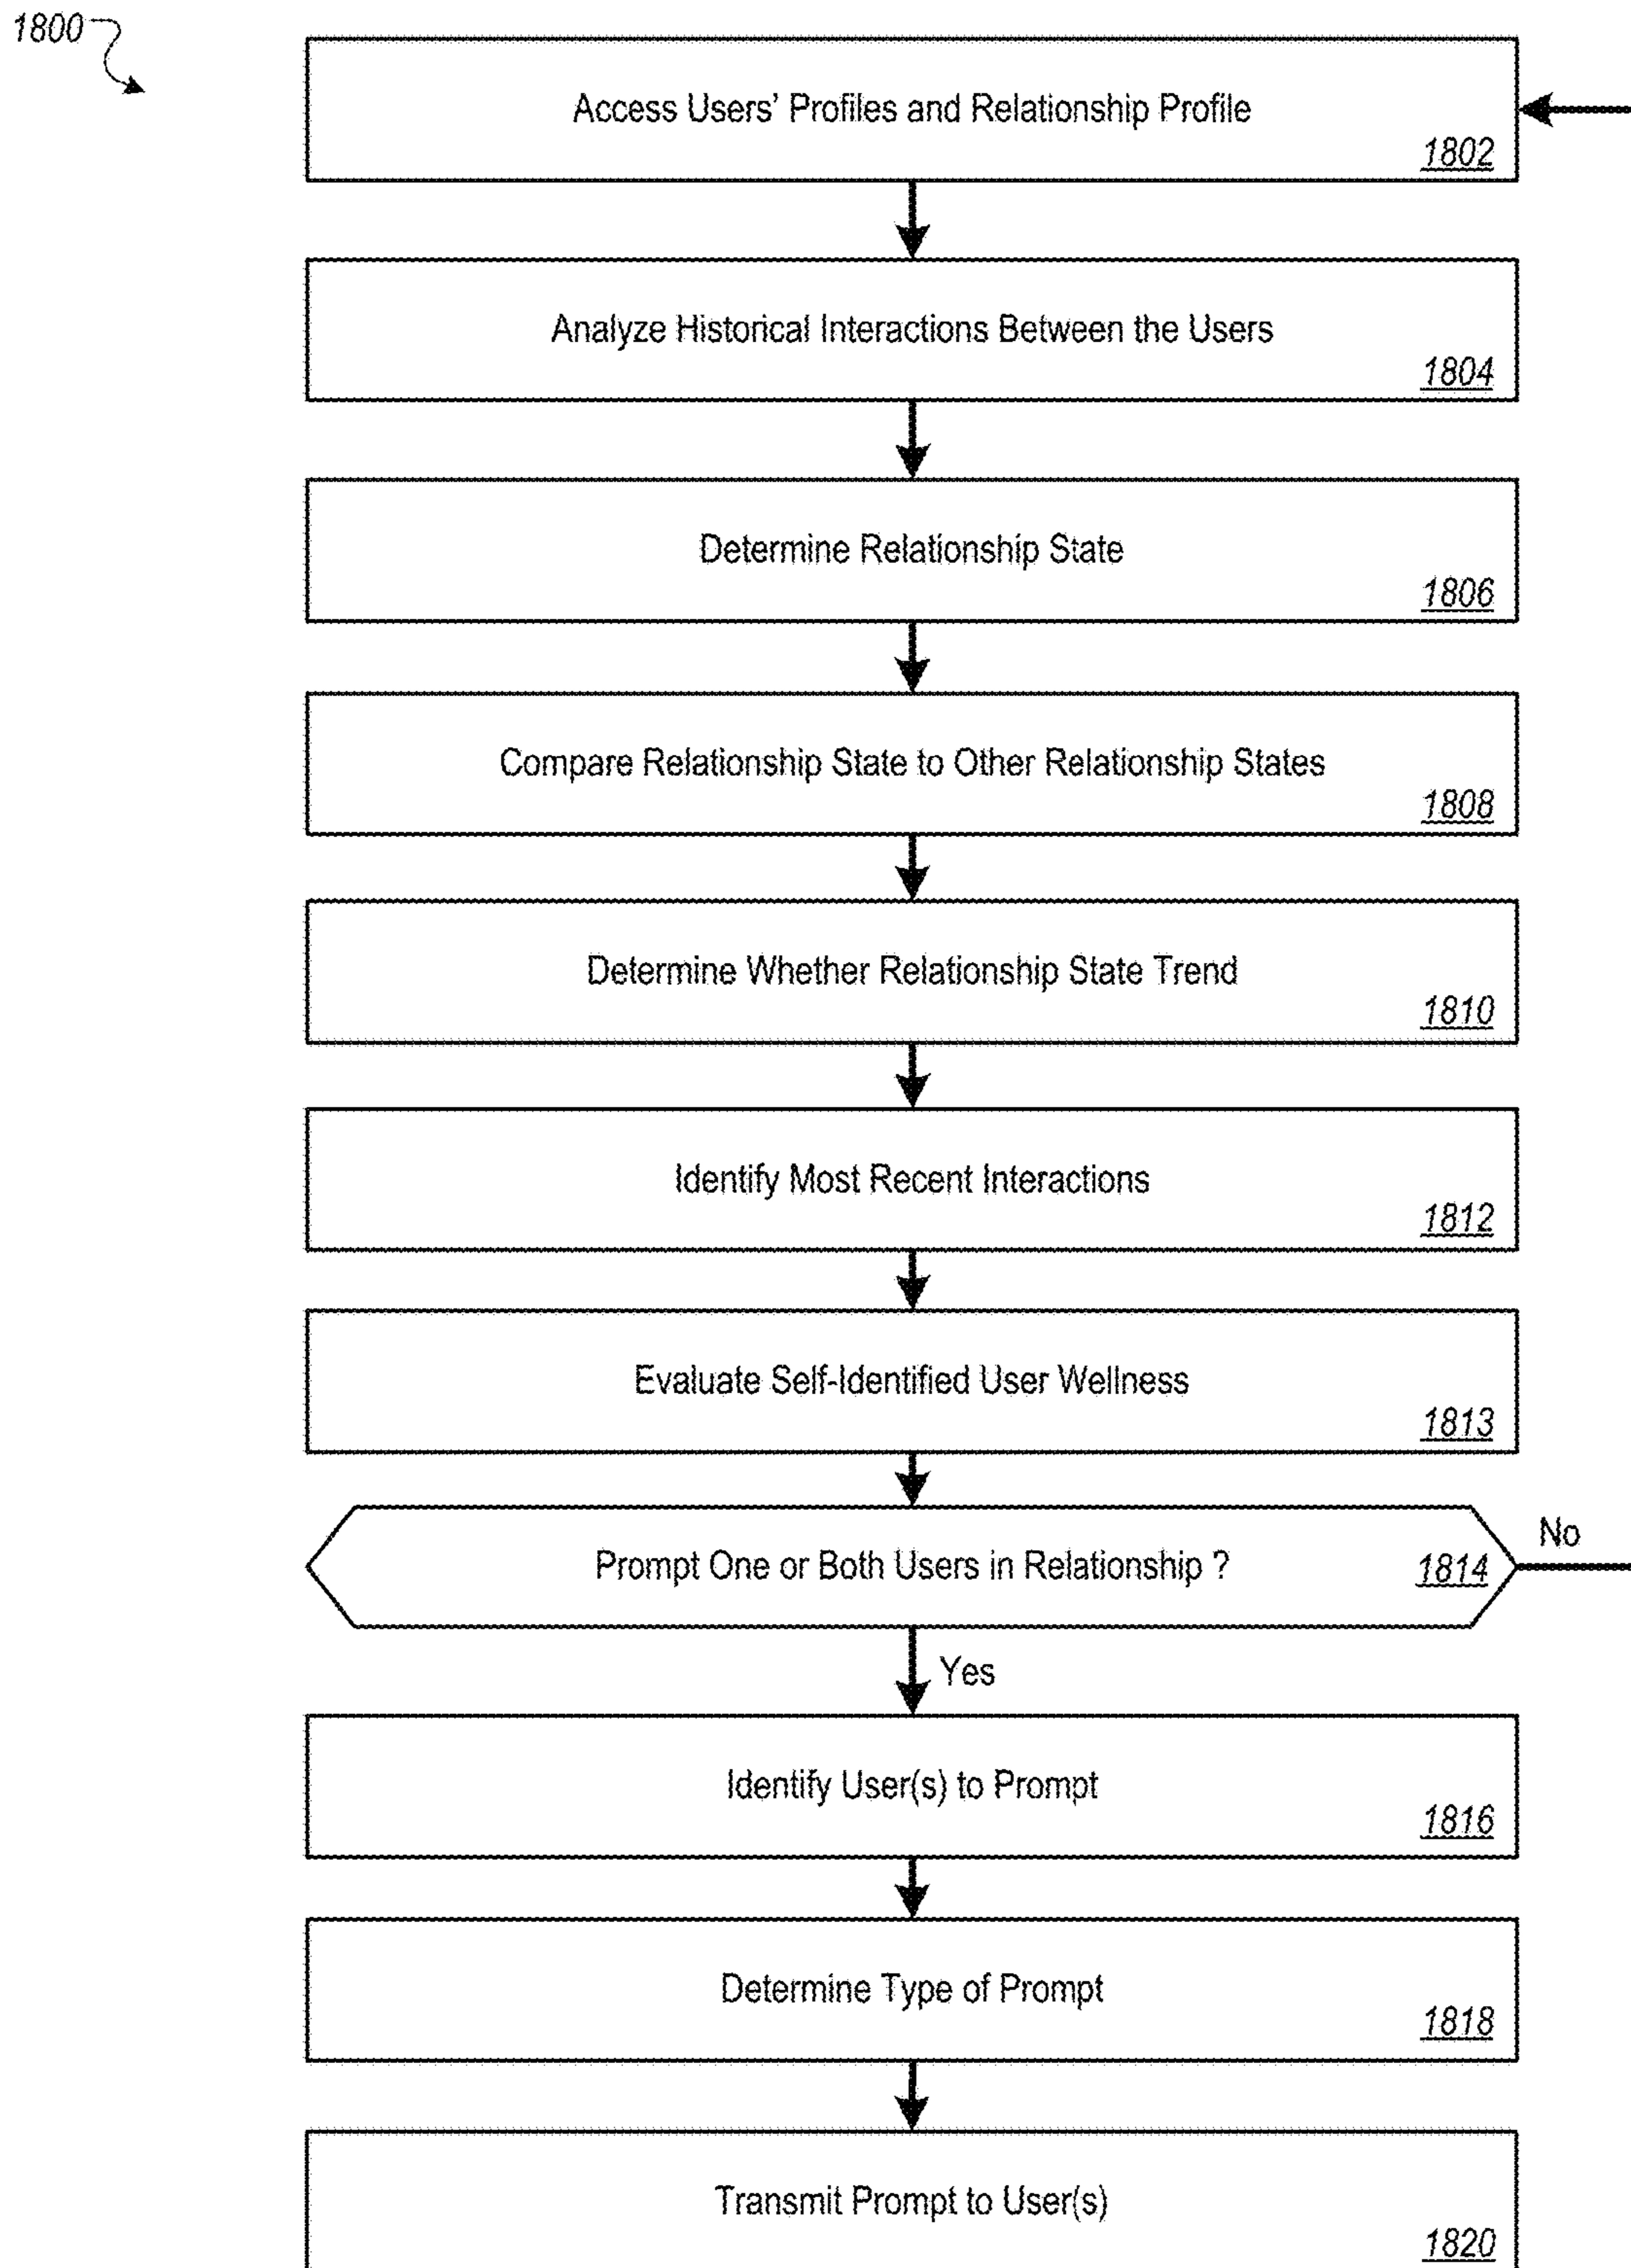 1800
Access Users' Profiles and Relationship Profile
1802
Analyze Historical Interactions Between the Users
1804
Determine Relationship State
1806
Compare Relationship State to Other Relationship States
1808
Determine Whether Relationship State Trend
1810
Identify Most Recent Interactions
1812
Evaluate Self-Identified User Wellness
1813
No
Prompt One or Both Users in Relationship ?
1814
Yes
Identify User(s) to Prompt
1816
Determine Type of Prompt
1818
Transmit Prompt to User(s)
1820